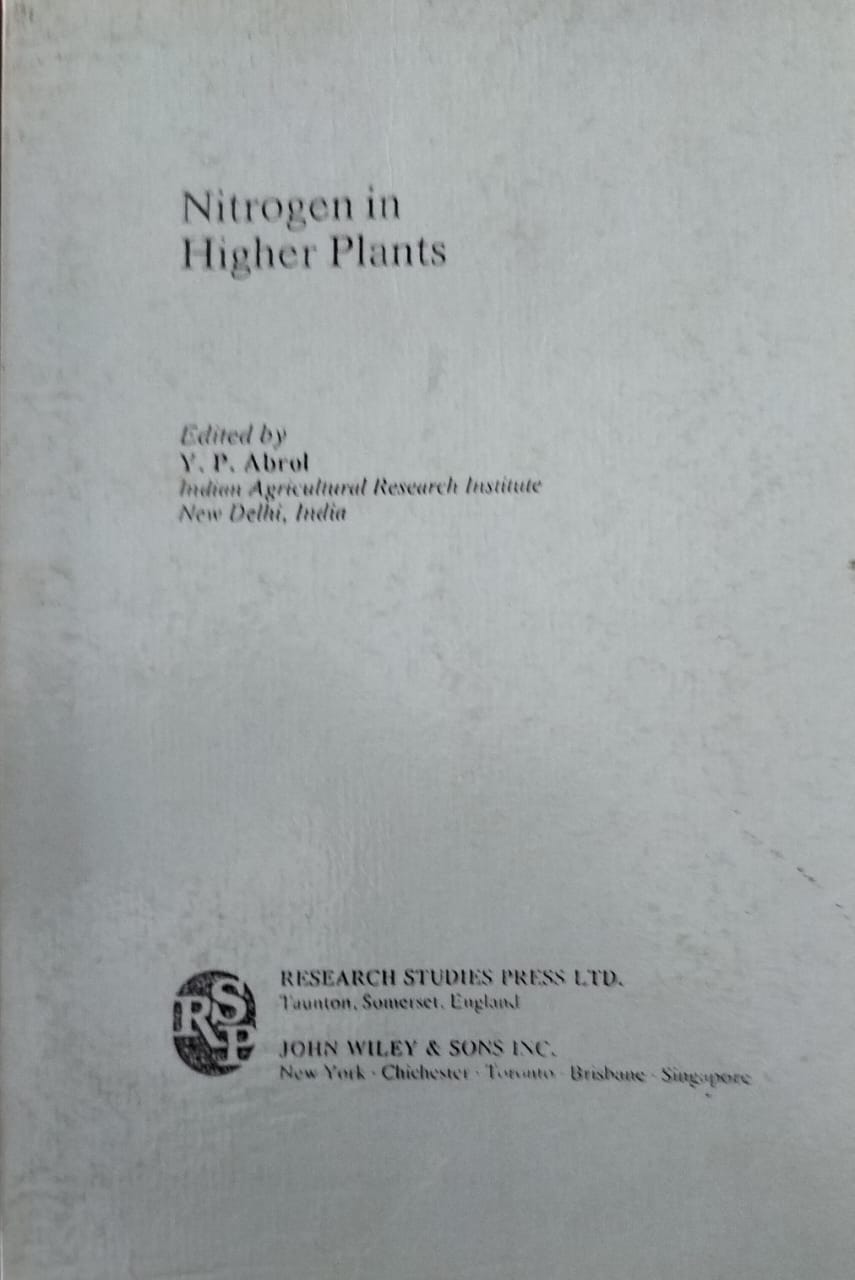 Nitrogen in
Higher Plants
Edited by
Y. P. Abrol
Indian Agricultural Research Institute
New Delhi, India
RSP
RESEARCH STUDIES PRESS LTD.
Taunton, Somerset, England
JOHN WILEY & SONS INC.
New York · Chichester · Toronto · Brisbane · Singapore